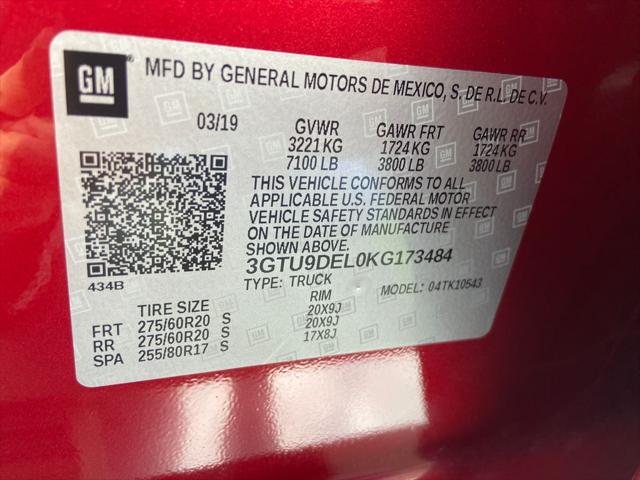 GM
MFD BY GENERAL MOTORS DE MEXICO, S. DE R.L. DE C.V.
03/19 GVWR GAWR FRT GAWR RR
3221 KG 1724 KG 1724 KG
7100 LB 3800 LB 3800 LB
THIS VEHICLE CONFORMS TO ALL
APPLICABLE U.S. FEDERAL MOTOR
VEHICLE SAFETY STANDARDS IN EFFECT
ON THE DATE OF MANUFACTURE
SHOWN ABOVE.
3GTU9DEL0KG173484
434B TYPE: TRUCK MODEL: 04TK10543
TIRE SIZE RIM
FRT 275/60R20 S 20X9J
RR 275/60R20 S 20X9J
SPA 255/80R17 S 17X8J